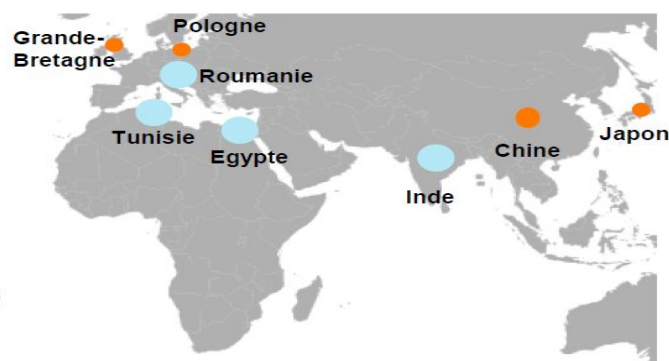 Pologne
Grande-
Bretagne
Roumanie
Tunisie
Egypte
Inde
Chine
Japon